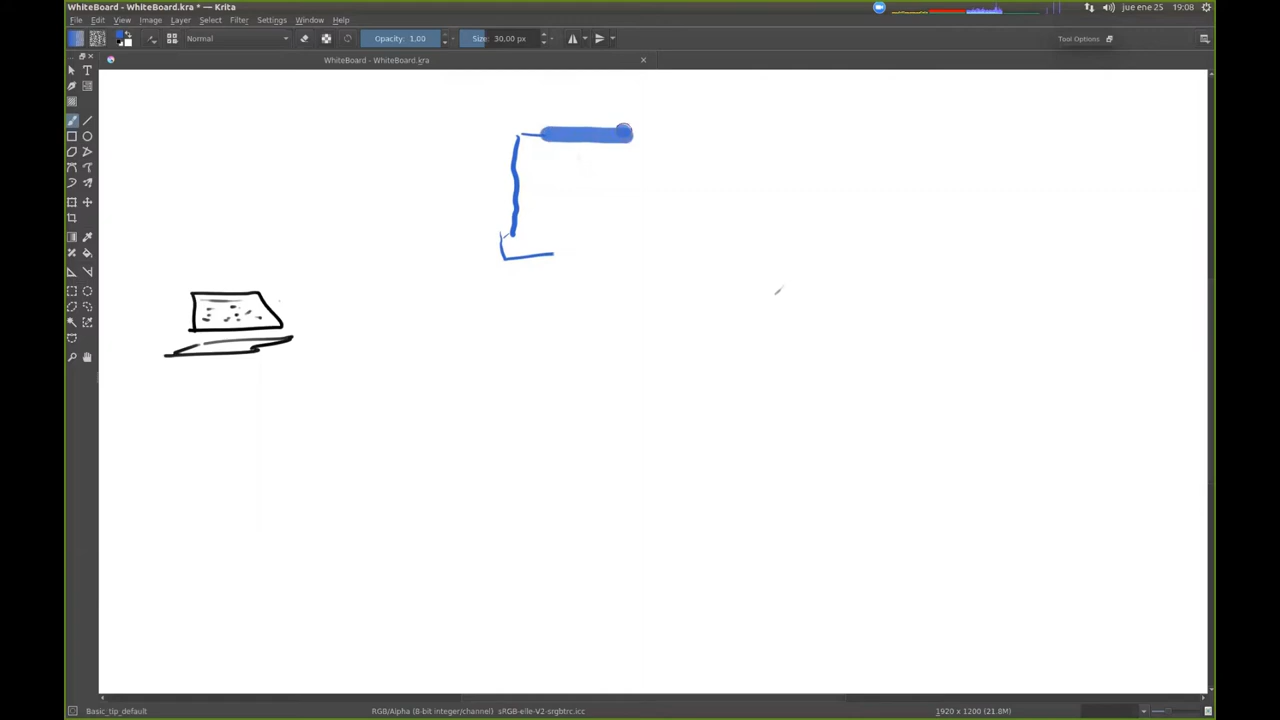 WhiteBoard - WhiteBoard.kra * — Krita
jue ene 25 19:08
File Edit View Image Layer Select Filter Settings Window Help
Normal Opacity: 1.00 Size: 30.00 px Tool Options
WhiteBoard - WhiteBoard.kra
Basic_tip_default RGB/Alpha (8-bit integer/channel) sRGB-elle-V2-srgbtrc.icc 1920 x 1200 (21.8M)